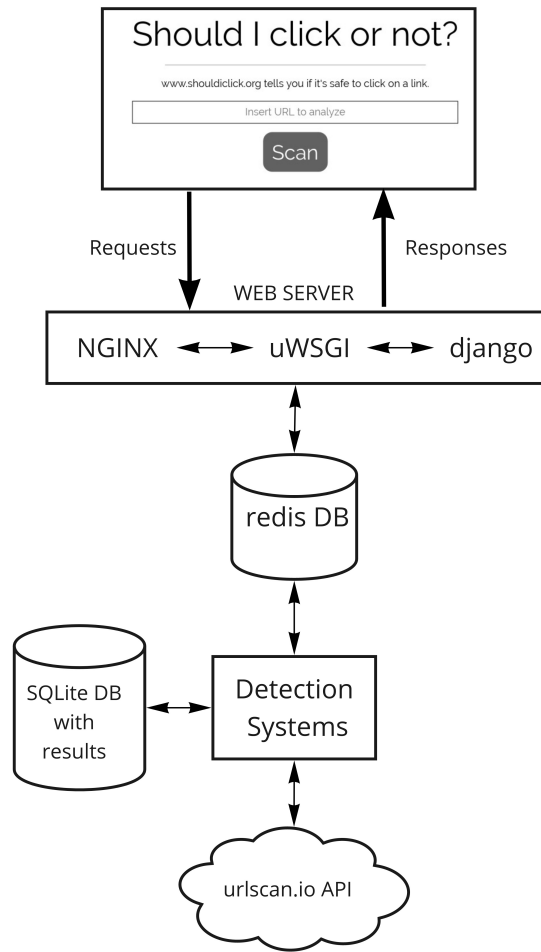 Should I click or not?
www.shouldiclick.org tells you if it's safe to click on a link.
Insert URL to analyze
Scan
Requests
Responses
WEB SERVER
NGINX
uWSGI
django
redis DB
SQLite DB
with
results
Detection
Systems
urlscan.io API